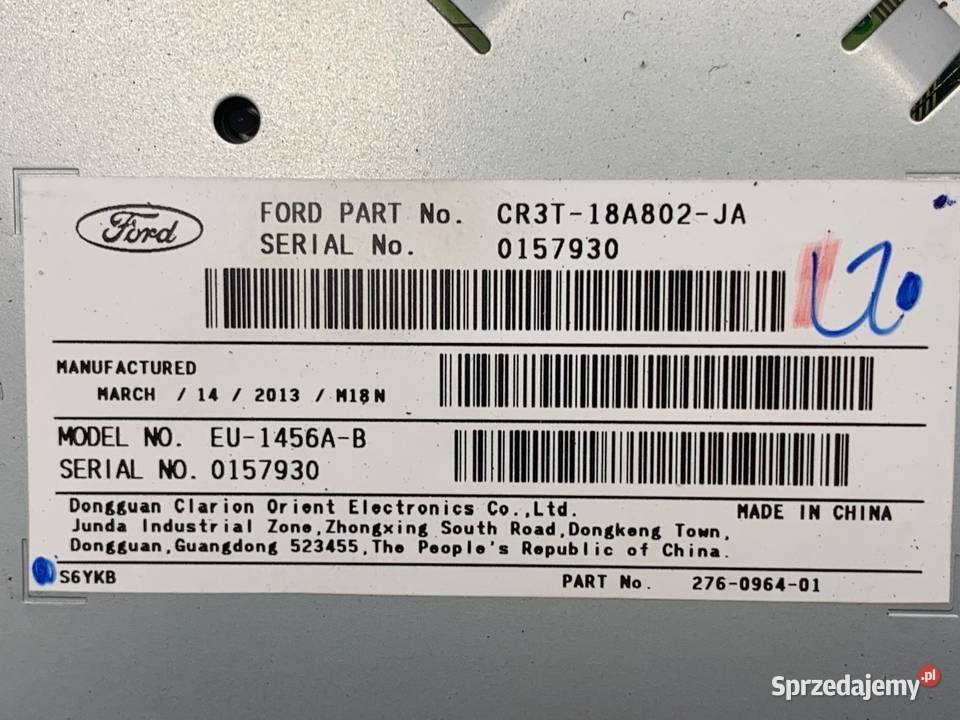 Ford
FORD PART No. CR3T-18A802-JA
SERIAL No. 0157930
MANUFACTURED
MARCH / 14 / 2013 / M18N
MODEL NO. EU-1456A-B
SERIAL NO. 0157930
Dongguan Clarion Orient Electronics Co.,Ltd. MADE IN CHINA
Junda Industrial Zone,Zhongxing South Road,Dongkeng Town,
Dongguan,Guangdong 523455,The People's Republic of China.
S6YKB PART No. 276-0964-01
Sprzedajemy.pl